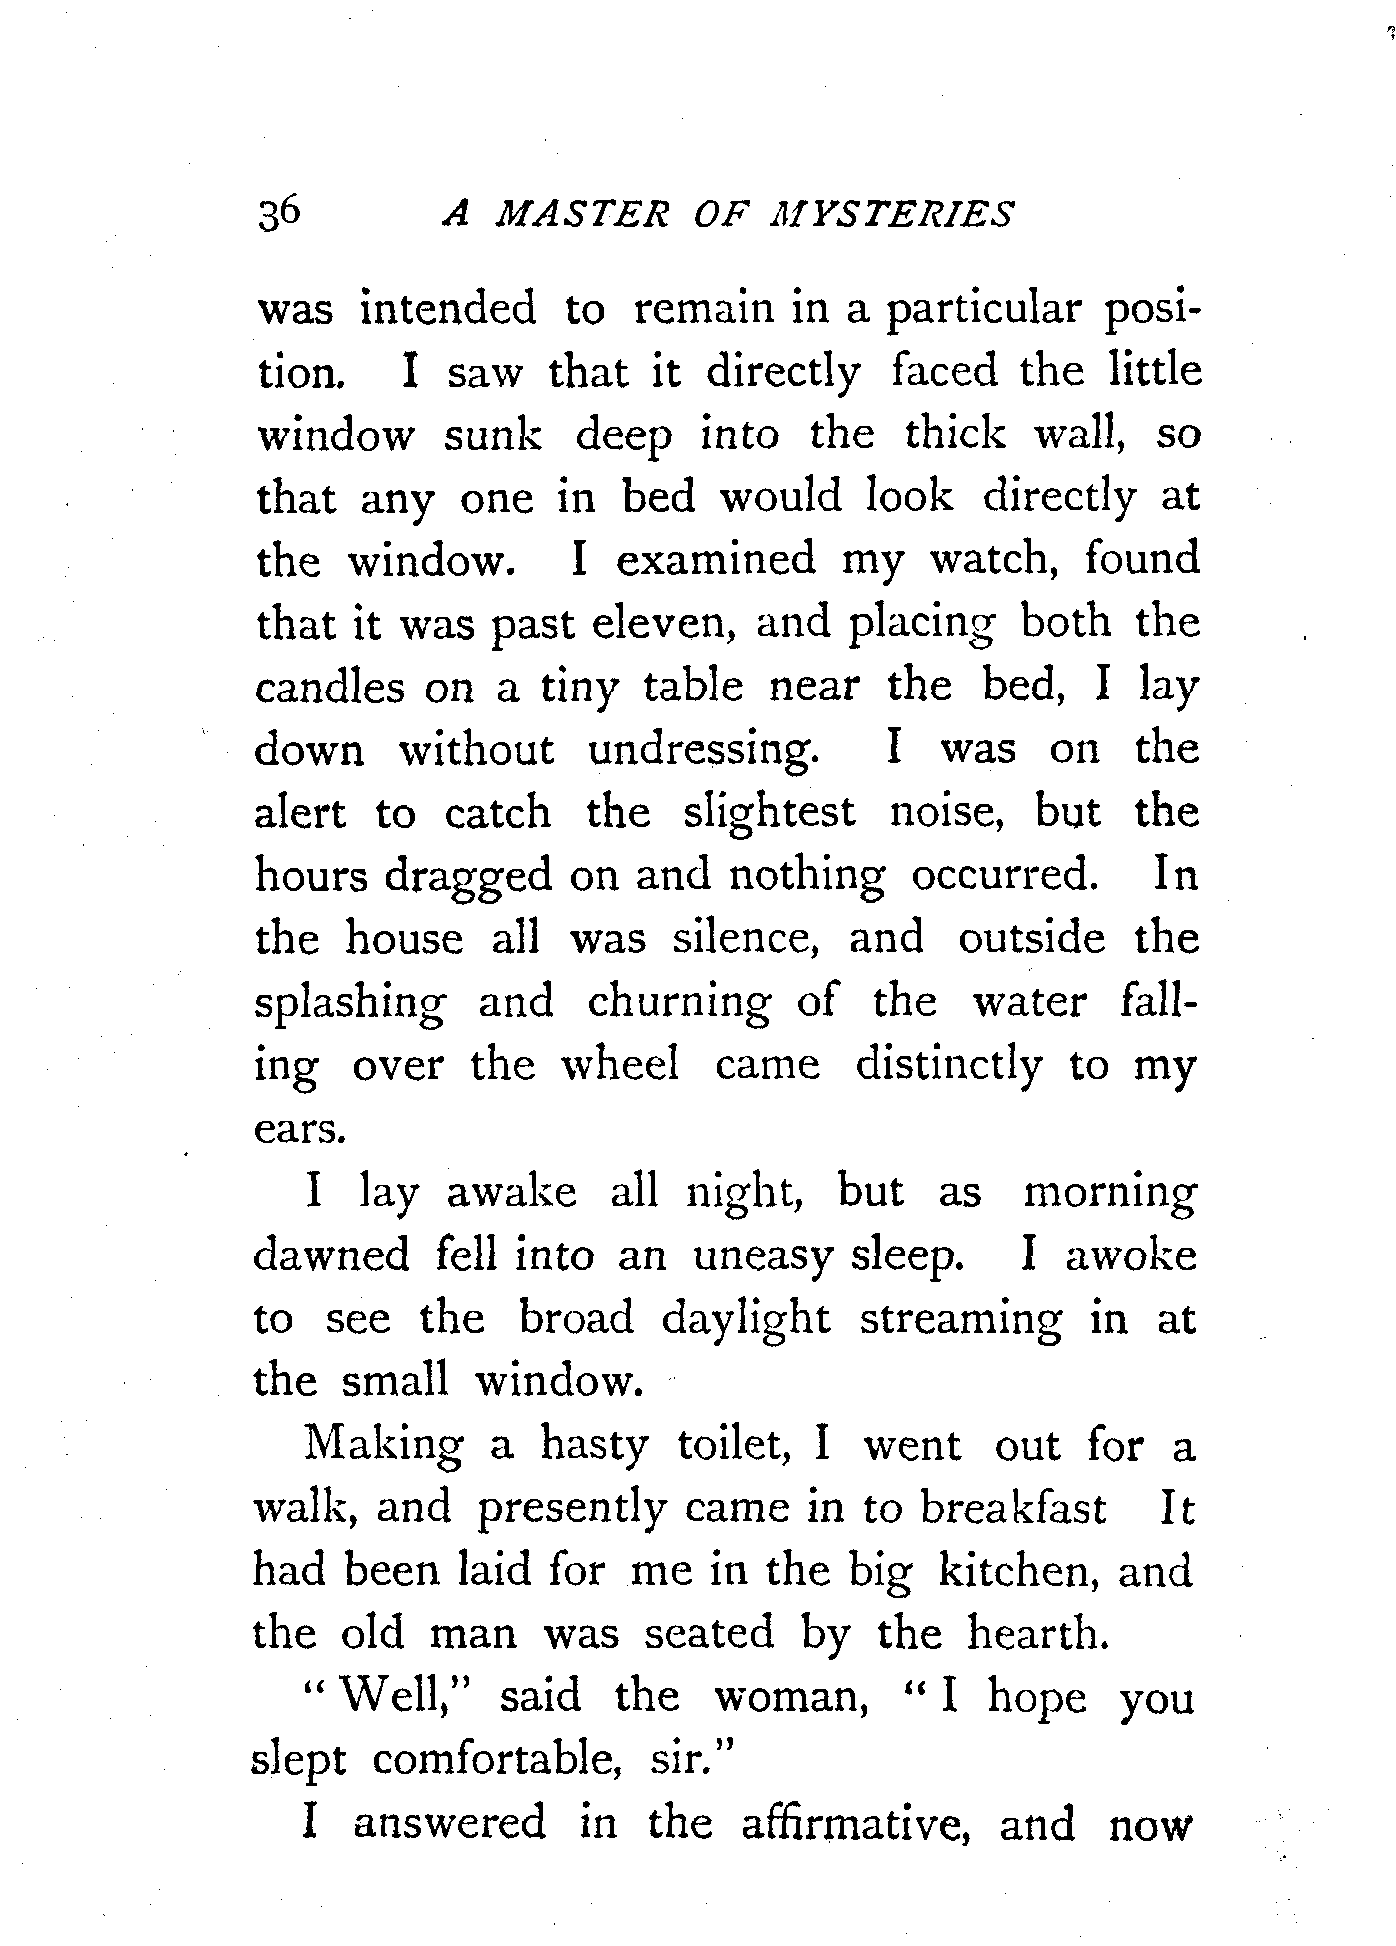 36 A MASTER OF MYSTERIES
was intended to remain in a particular posi-
tion. I saw that it directly faced the little
window sunk deep into the thick wall, so
that any one in bed would look directly at
the window. I examined my watch, found
that it was past eleven, and placing both the
candles on a tiny table near the bed, I lay
down without undressing. I was on the
alert to catch the slightest noise, but the
hours dragged on and nothing occurred. In
the house all was silence, and outside the
splashing and churning of the water fall-
ing over the wheel came distinctly to my
ears.
I lay awake all night, but as morning
dawned fell into an uneasy sleep. I awoke
to see the broad daylight streaming in at
the small window.
Making a hasty toilet, I went out for a
walk, and presently came in to breakfast It
had been laid for me in the big kitchen, and
the old man was seated by the hearth.
“ Well,” said the woman, “ I hope you
slept comfortable, sir.”
I answered in the affirmative, and now